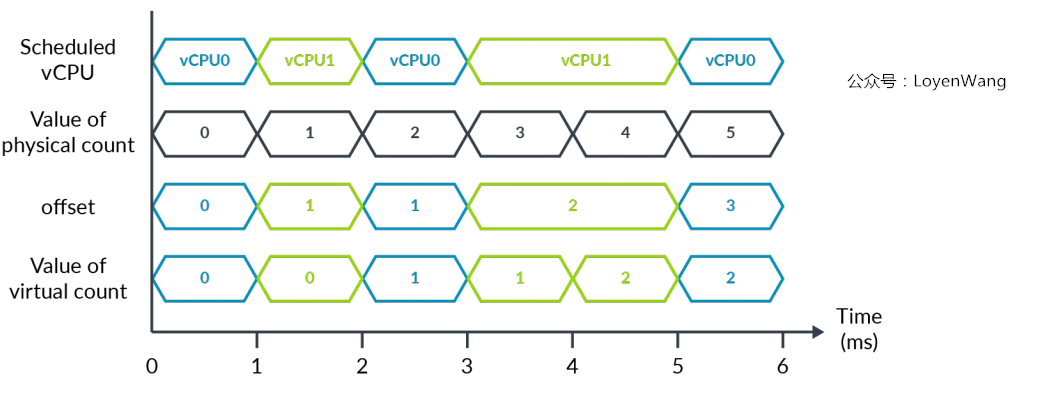 Scheduled
vCPU
vCPU0 vCPU1 vCPU0 vCPU1 vCPU0
公众号：LoyenWang
Value of
physical count
0 1 2 3 4 5
offset
0 1 1 2 3
Value of
virtual count
0 0 1 1 2 2
Time
(ms)
0 1 2 3 4 5 6